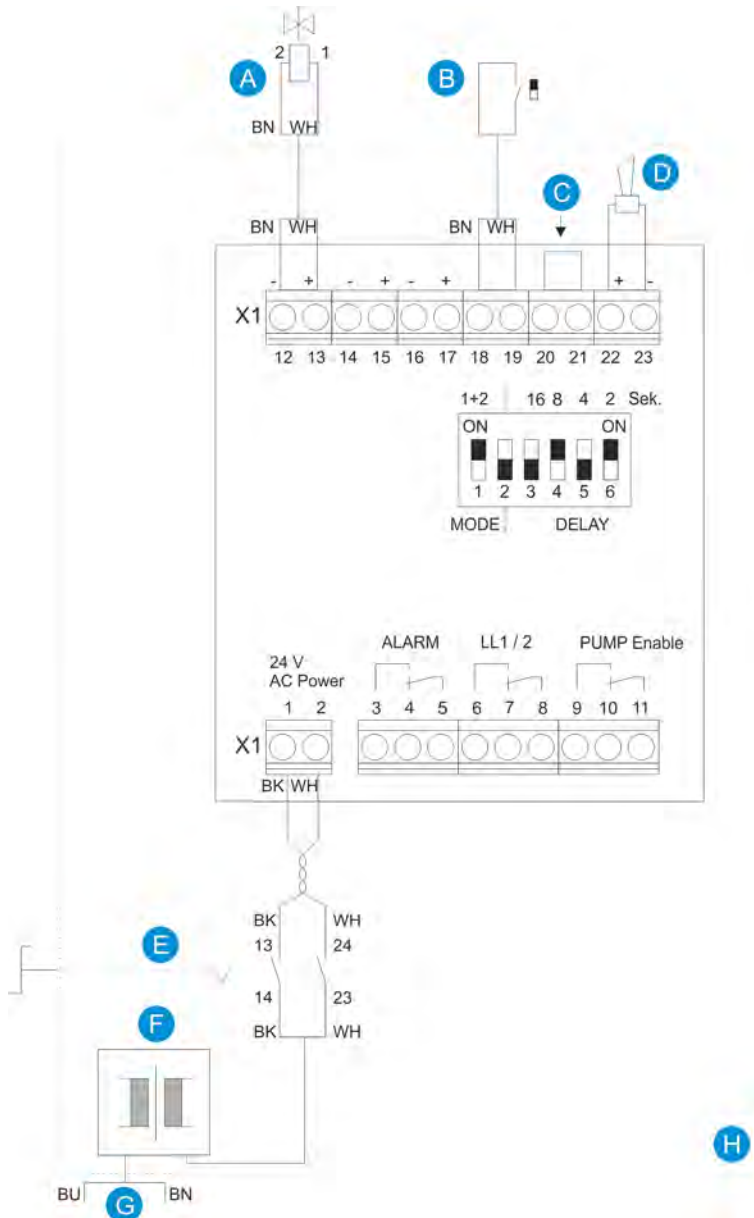 2 1
A
B
BN WH
C
D
BN WH
BN WH
- + - + - + + -
X1
12 13 14 15 16 17 18 19 20 21 22 23
1+2 16 8 4 2 Sek.
ON ON
1 2 3 4 5 6
MODE DELAY
ALARM LL1 / 2 PUMP Enable
24 V
AC Power
1 2 3 4 5 6 7 8 9 10 11
X1
BK WH
BK WH
E
13 24
14 23
F
BK WH
H
BU G BN